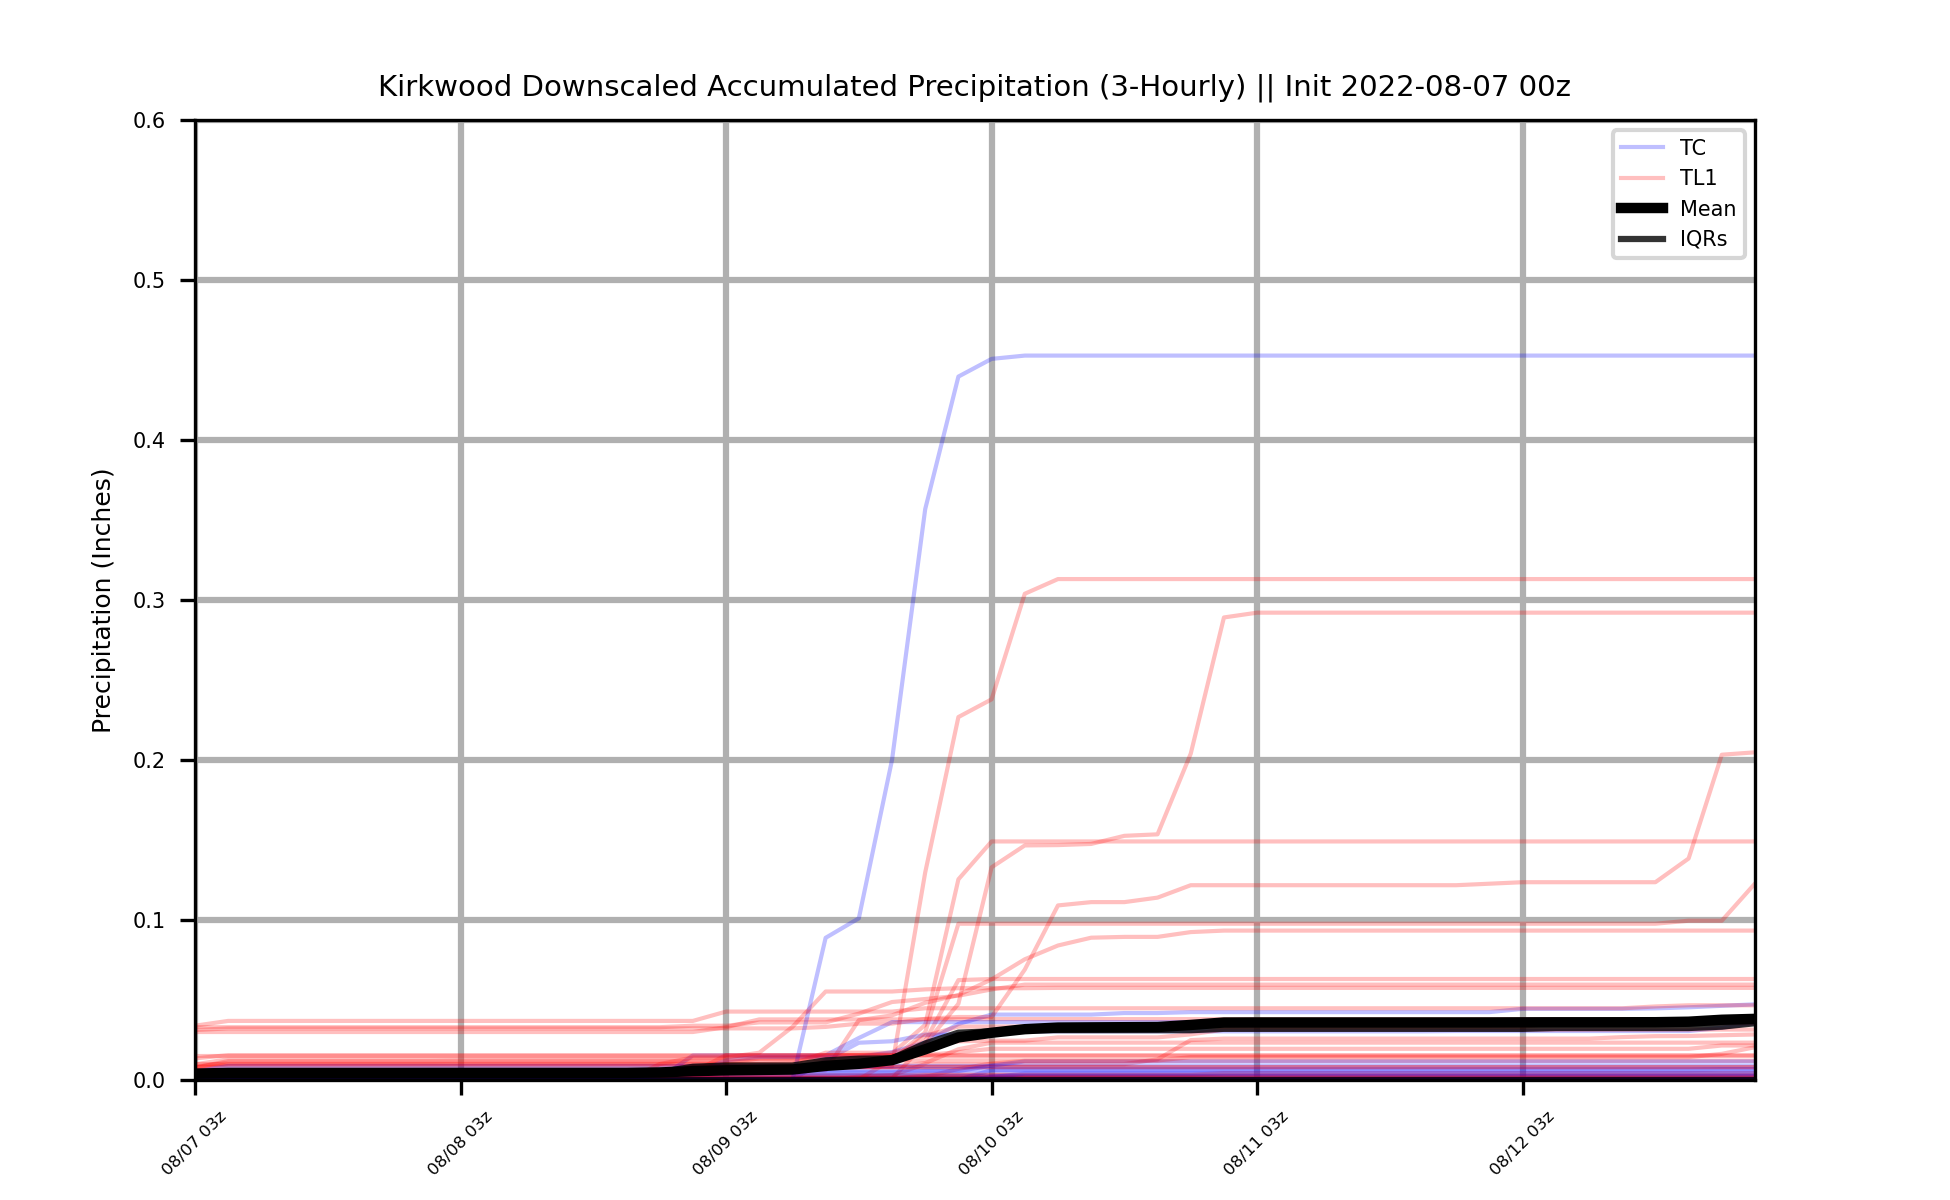 Kirkwood Downscaled Accumulated Precipitation (3-Hourly) || Init 2022-08-07 00z
0.6
0.5
0.4
0.3
0.2
0.1
0.0
Precipitation (Inches)
TC
TL1
Mean
IQRs
08/07 03z
08/08 03z
08/09 03z
08/10 03z
08/11 03z
08/12 03z